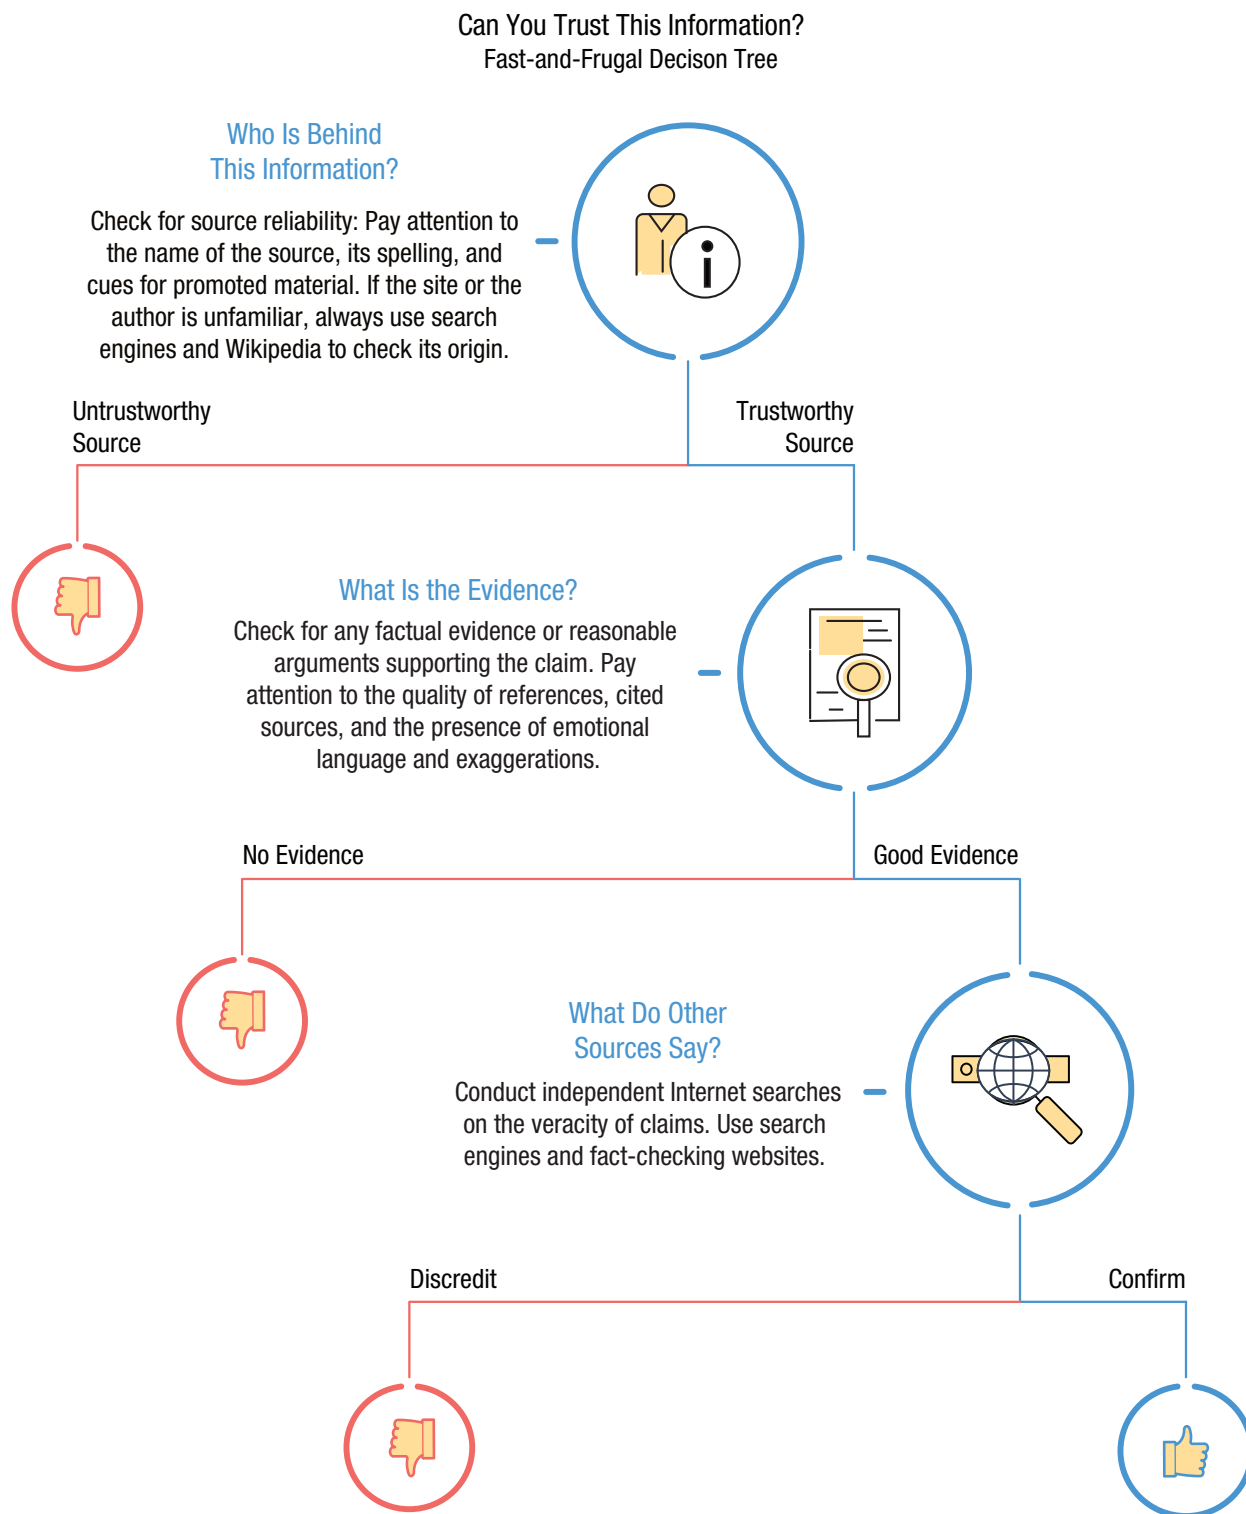 Can You Trust This Information?
Fast-and-Frugal Decison Tree
Who Is Behind
This Information?
Check for source reliability: Pay attention to
the name of the source, its spelling, and
cues for promoted material. If the site or the
author is unfamiliar, always use search
engines and Wikipedia to check its origin.
Untrustworthy
Source
Trustworthy
Source
What Is the Evidence?
Check for any factual evidence or reasonable
arguments supporting the claim. Pay
attention to the quality of references, cited
sources, and the presence of emotional
language and exaggerations.
No Evidence
Good Evidence
What Do Other
Sources Say?
Conduct independent Internet searches
on the veracity of claims. Use search
engines and fact-checking websites.
Discredit
Confirm